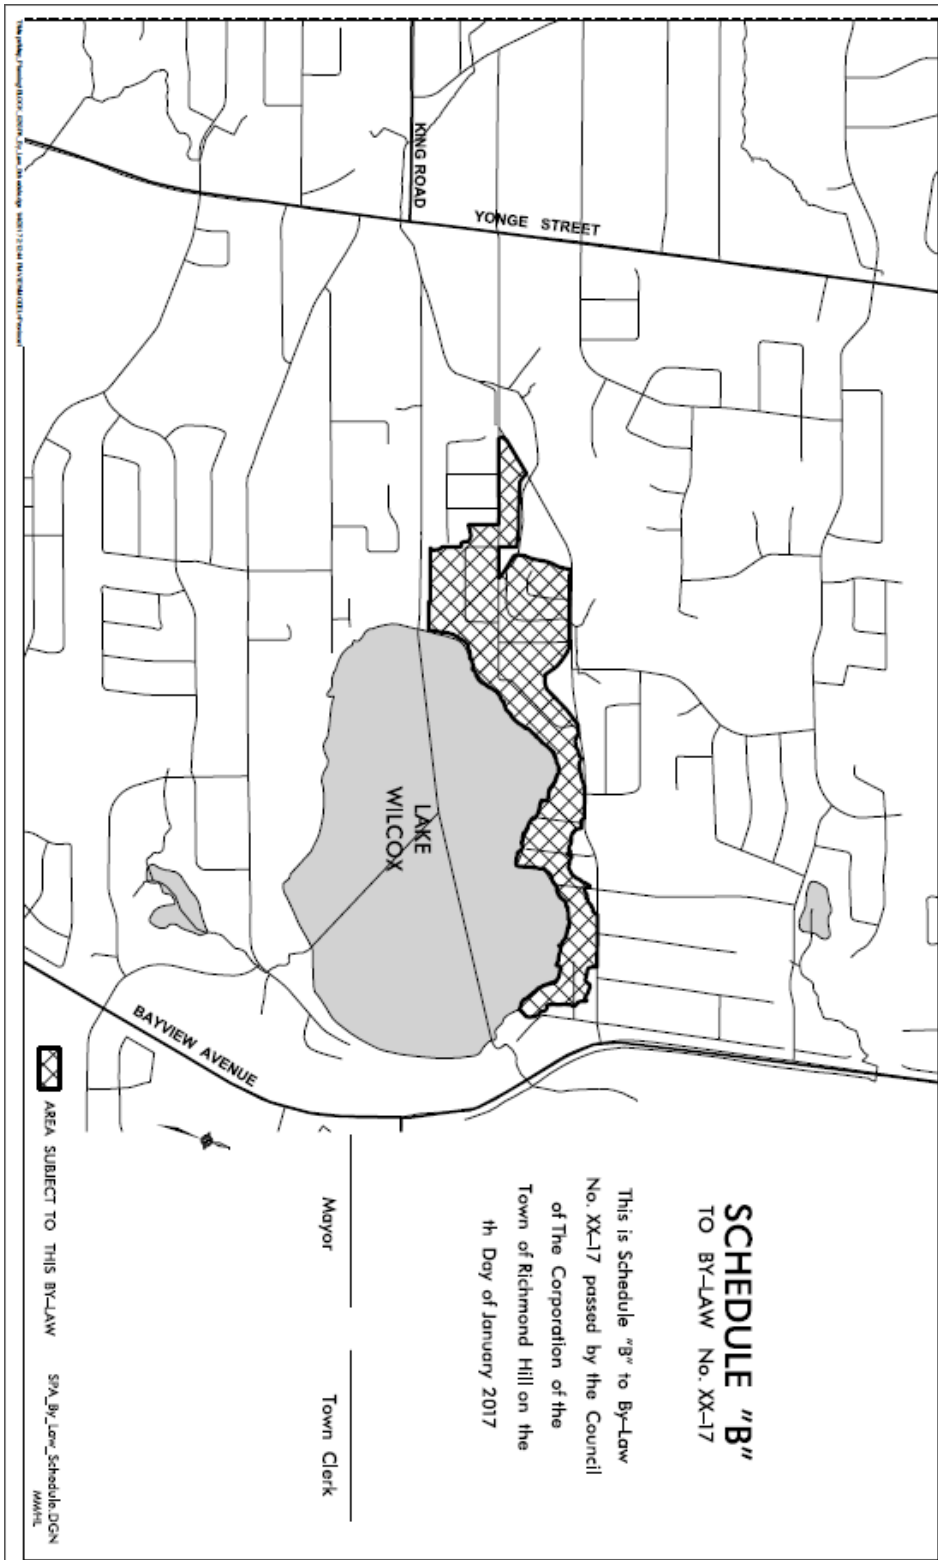 SCHEDULE "B"
TO BY-LAW No. XX-17
This is Schedule "B" to By-Law
No. XX-17 passed by the Council
of The Corporation of the
Town of Richmond Hill on the
th Day of January 2017
Mayor
Town Clerk
KING ROAD
YONGE STREET
LAKE
WILCOX
BAYVIEW AVENUE
AREA SUBJECT TO THIS BY-LAW
SPA_By_Law_Schedule.DGN